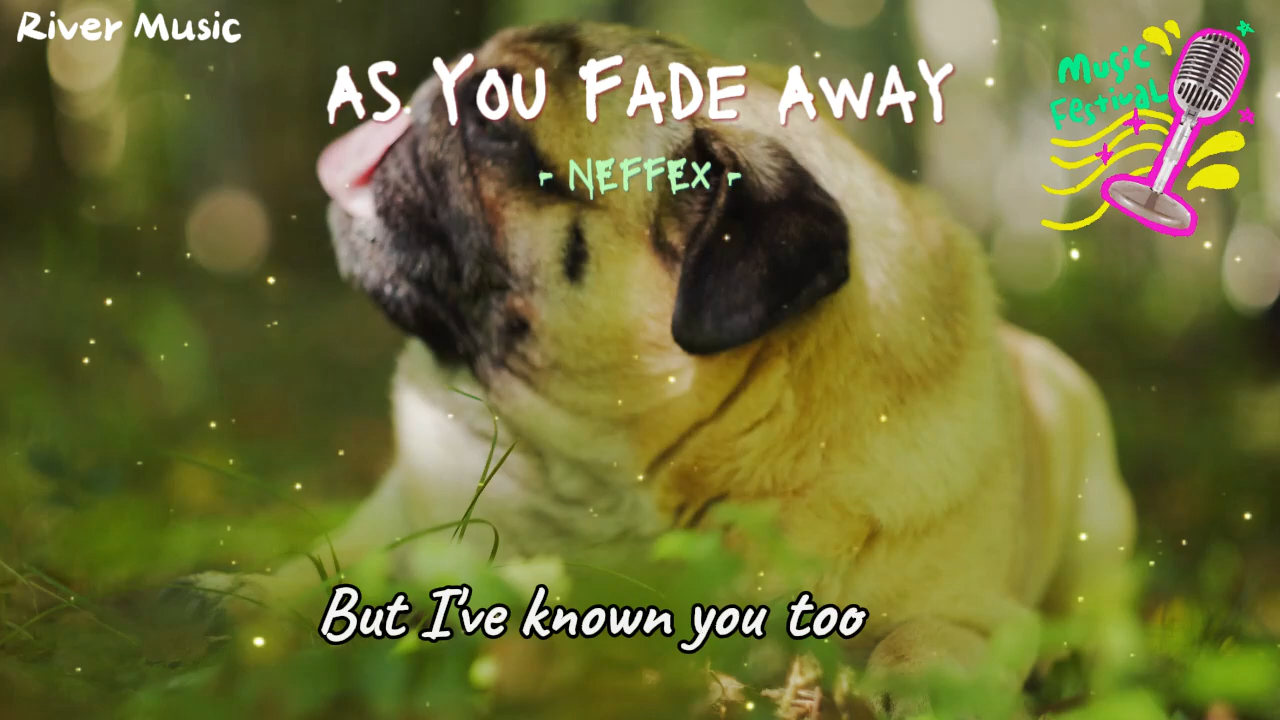 River Music
AS YOU FADE AWAY
- NEFFEX -
Music
Festival
But I've known you too